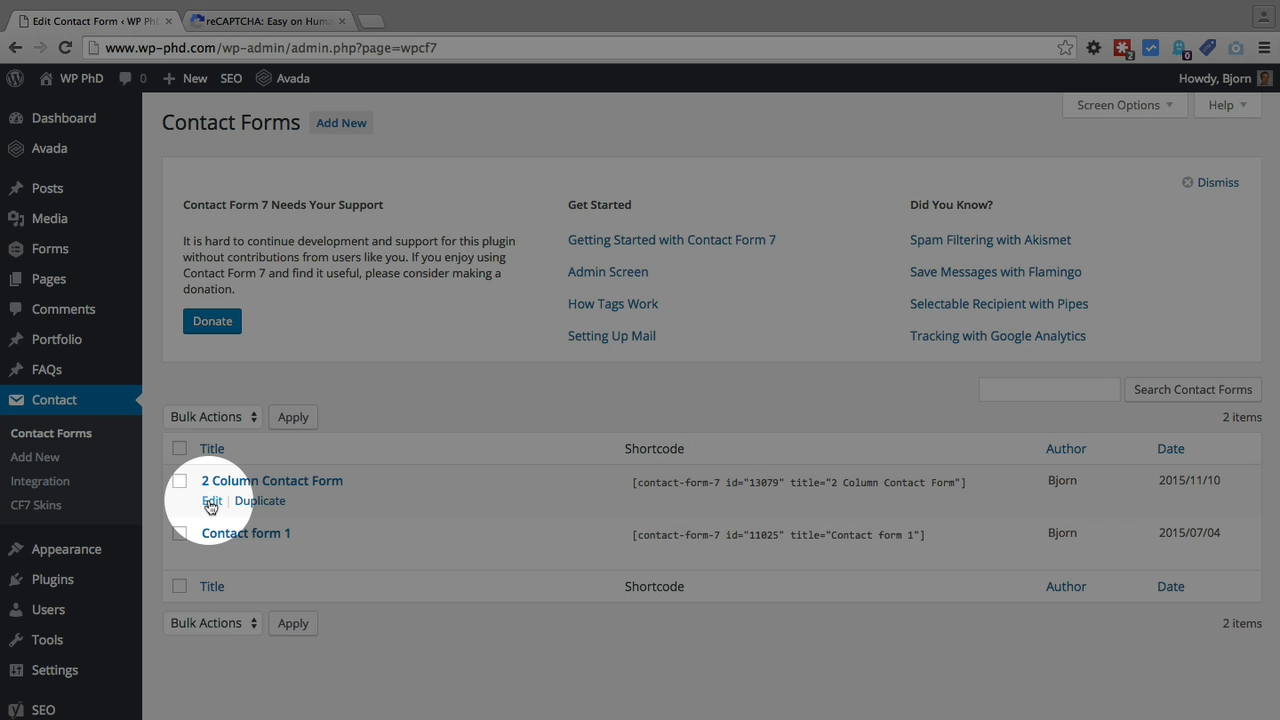 Edit Contact Form ‹ WP PhD
reCAPTCHA: Easy on Huma
www.wp-phd.com/wp-admin/admin.php?page=wpcf7
2
0
WP PhD
0
New
SEO
Avada
Howdy, Bjorn
Dashboard
Avada
Posts
Media
Forms
Pages
Comments
Portfolio
FAQs
Contact
Contact Forms
Add New
Integration
CF7 Skins
Appearance
Plugins
Users
Tools
Settings
SEO
Screen Options
Help
Contact Forms
Add New
Dismiss
Contact Form 7 Needs Your Support
It is hard to continue development and support for this plugin
without contributions from users like you. If you enjoy using
Contact Form 7 and find it useful, please consider making a
donation.
Donate
Get Started
Getting Started with Contact Form 7
Admin Screen
How Tags Work
Setting Up Mail
Did You Know?
Spam Filtering with Akismet
Save Messages with Flamingo
Selectable Recipient with Pipes
Tracking with Google Analytics
Search Contact Forms
Bulk Actions
Apply
2 items
Title Shortcode Author Date
2 Column Contact Form [contact-form-7 id="13079" title="2 Column Contact Form"] Bjorn 2015/11/10
Edit | Duplicate
Contact form 1 [contact-form-7 id="11025" title="Contact form 1"] Bjorn 2015/07/04
Title Shortcode Author Date
Bulk Actions
Apply
2 items